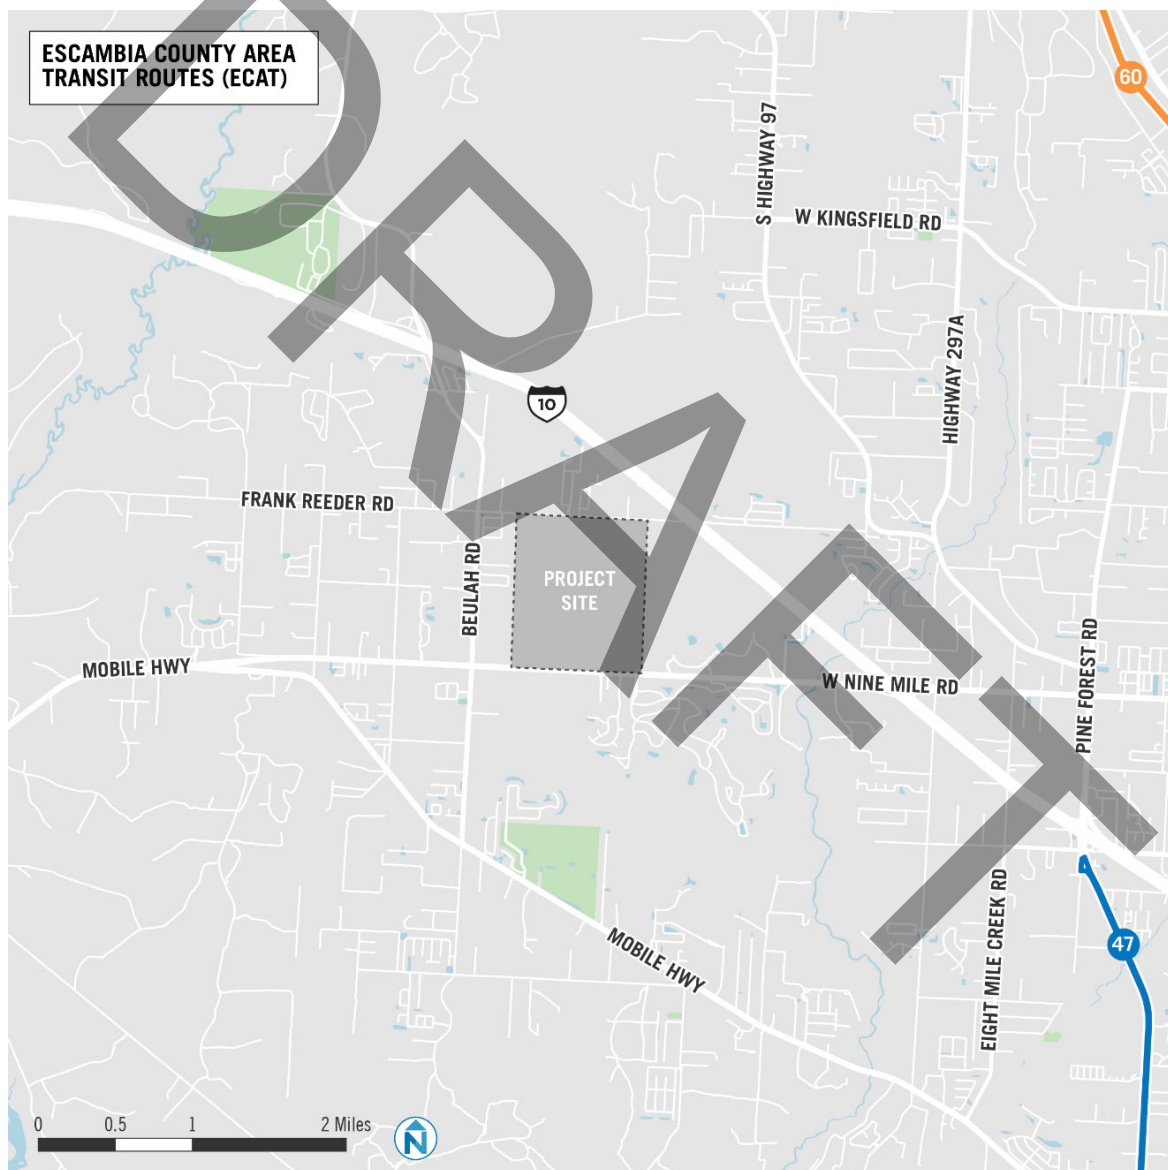 ESCAMBIA COUNTY AREA
TRANSIT ROUTES (ECAT)
60
S HIGHWAY 97
W KINGSFIELD RD
HIGHWAY 297A
10
FRANK REEDER RD
BEULAH RD
PROJECT
SITE
MOBILE HWY
W NINE MILE RD
PINE FOREST RD
EIGHT MILE CREEK RD
47
MOBILE HWY
0 0.5 1 2 Miles
N
DRAFT